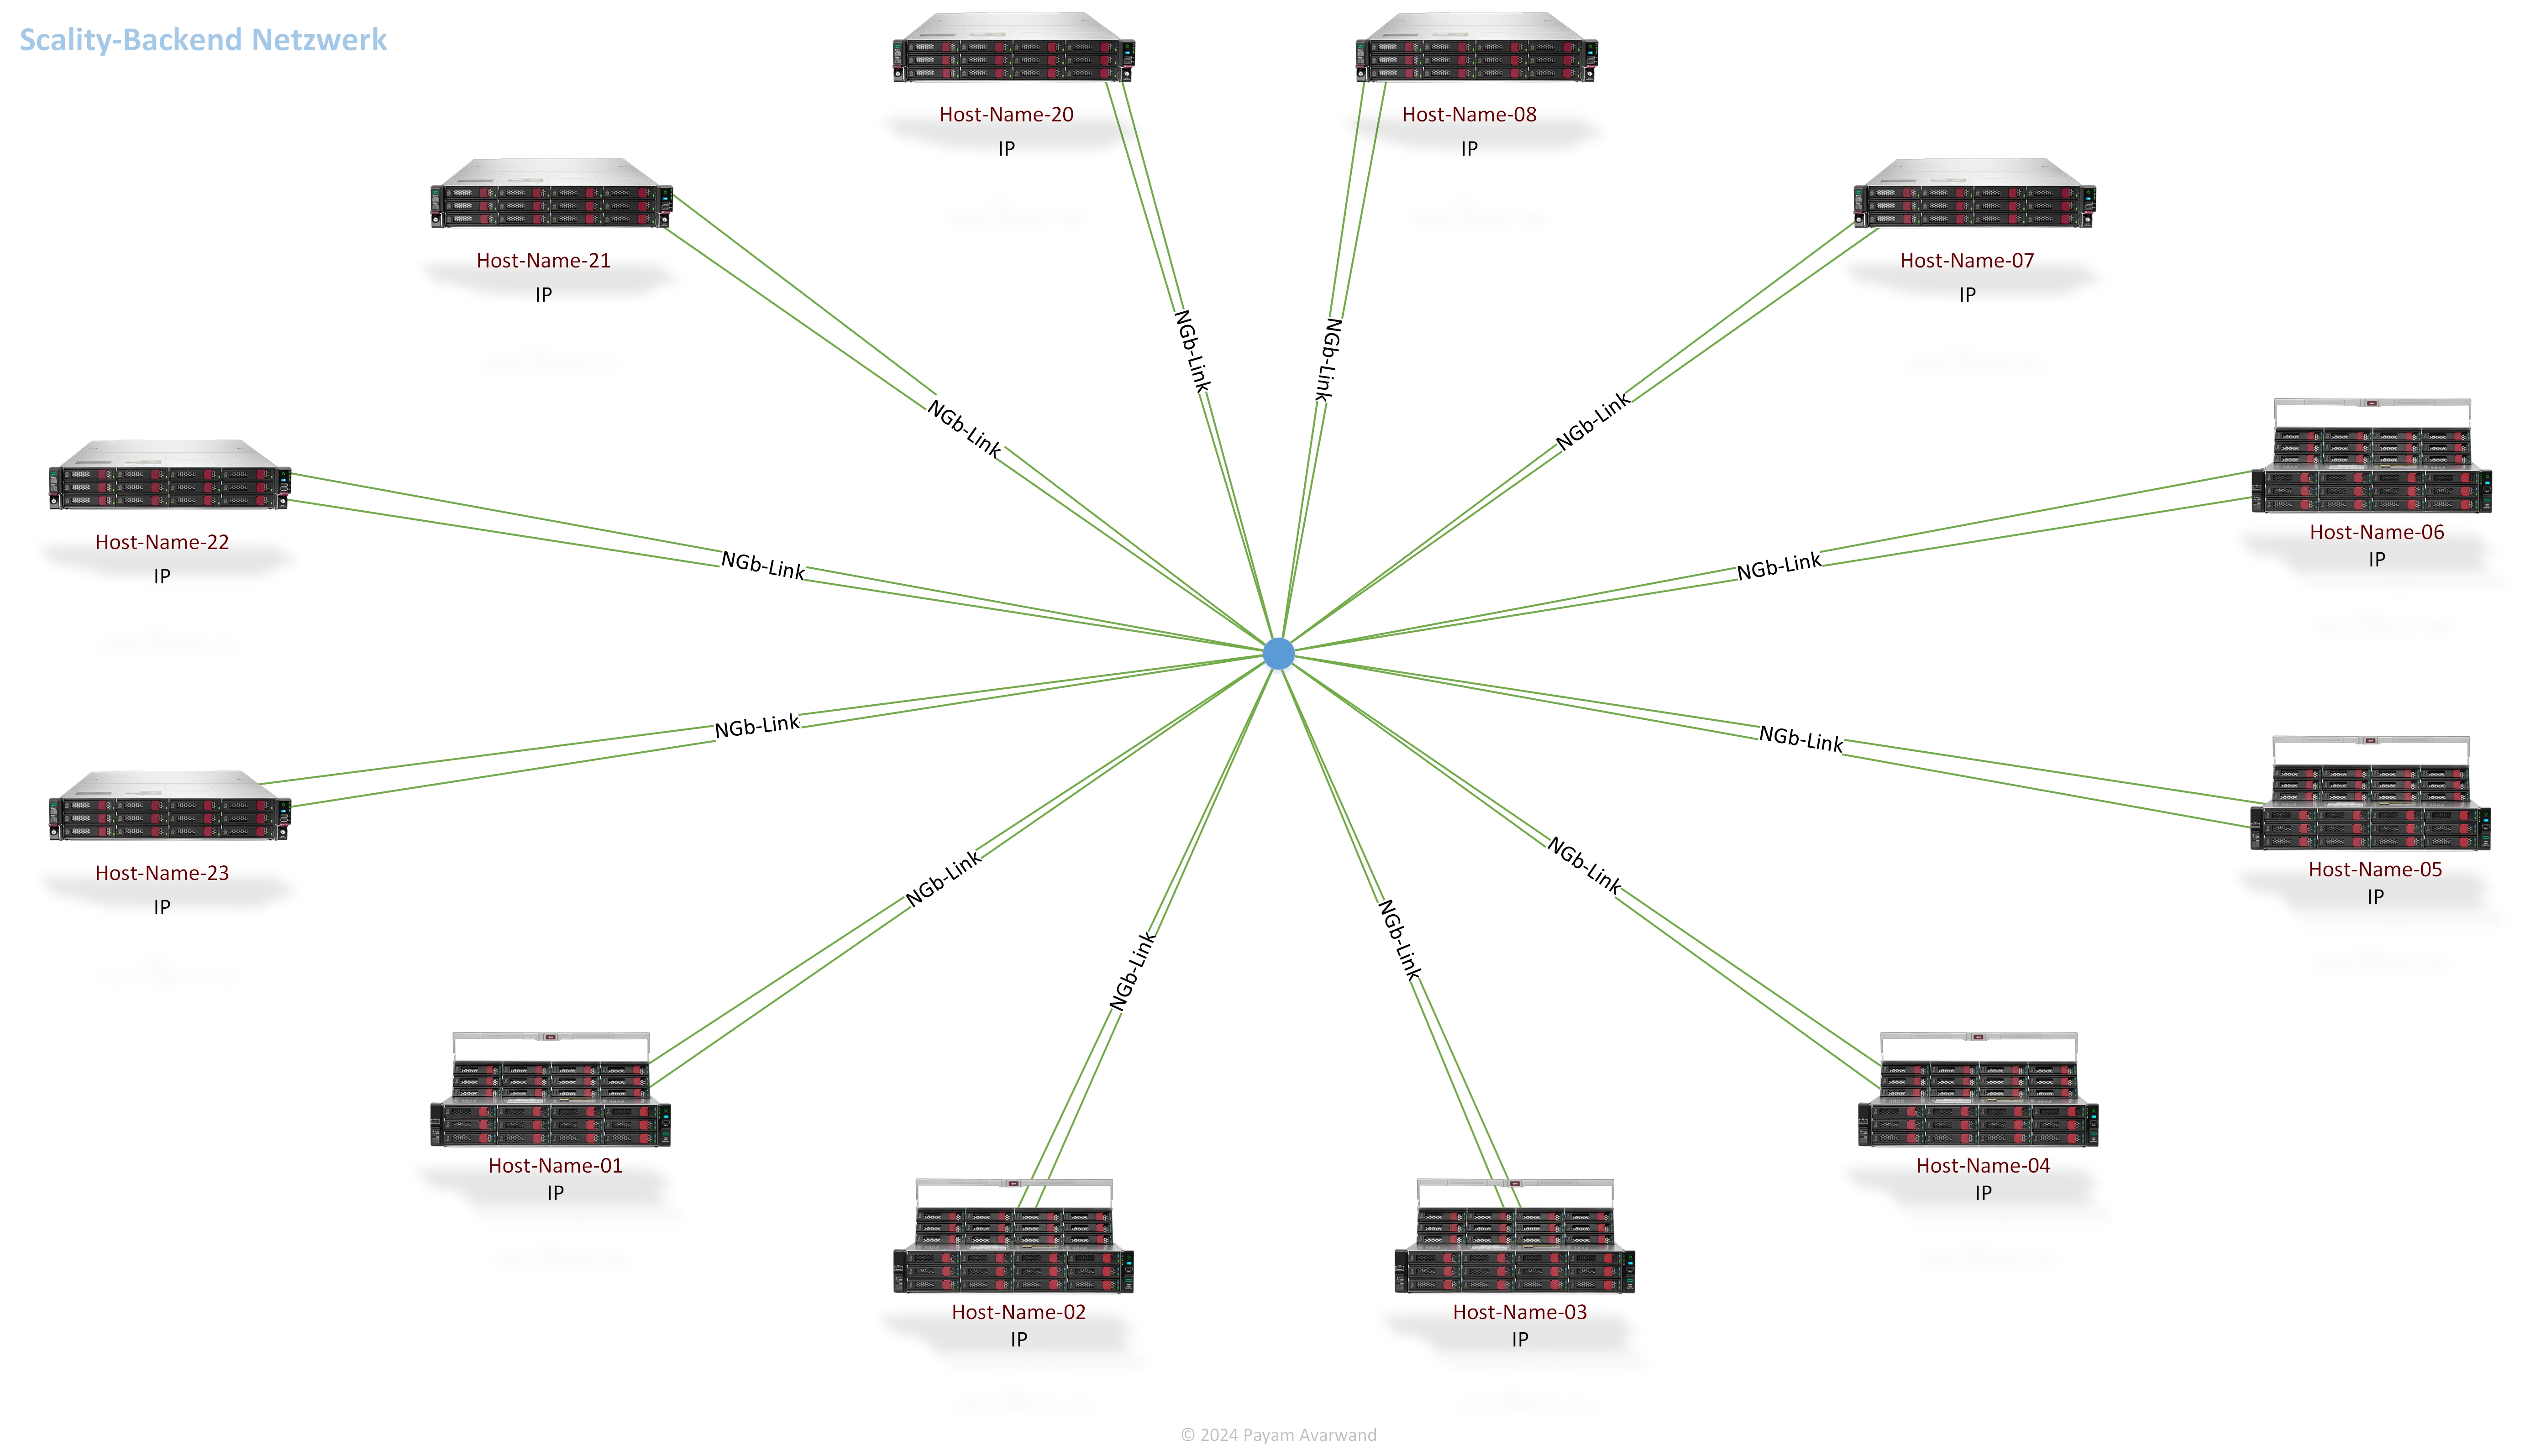 Scality-Backend Netzwerk
Host-Name-20
IP
Host-Name-08
IP
Host-Name-21
IP
Host-Name-07
IP
NGb-Link
NGb-Link
NGb-Link
NGb-Link
Host-Name-22
IP
Host-Name-06
IP
NGb-Link
NGb-Link
NGb-Link
NGb-Link
Host-Name-23
IP
Host-Name-05
IP
NGb-Link
NGb-Link
NGb-Link
NGb-Link
Host-Name-01
IP
Host-Name-04
IP
Host-Name-02
IP
Host-Name-03
IP
© 2024 Payam Avarwand